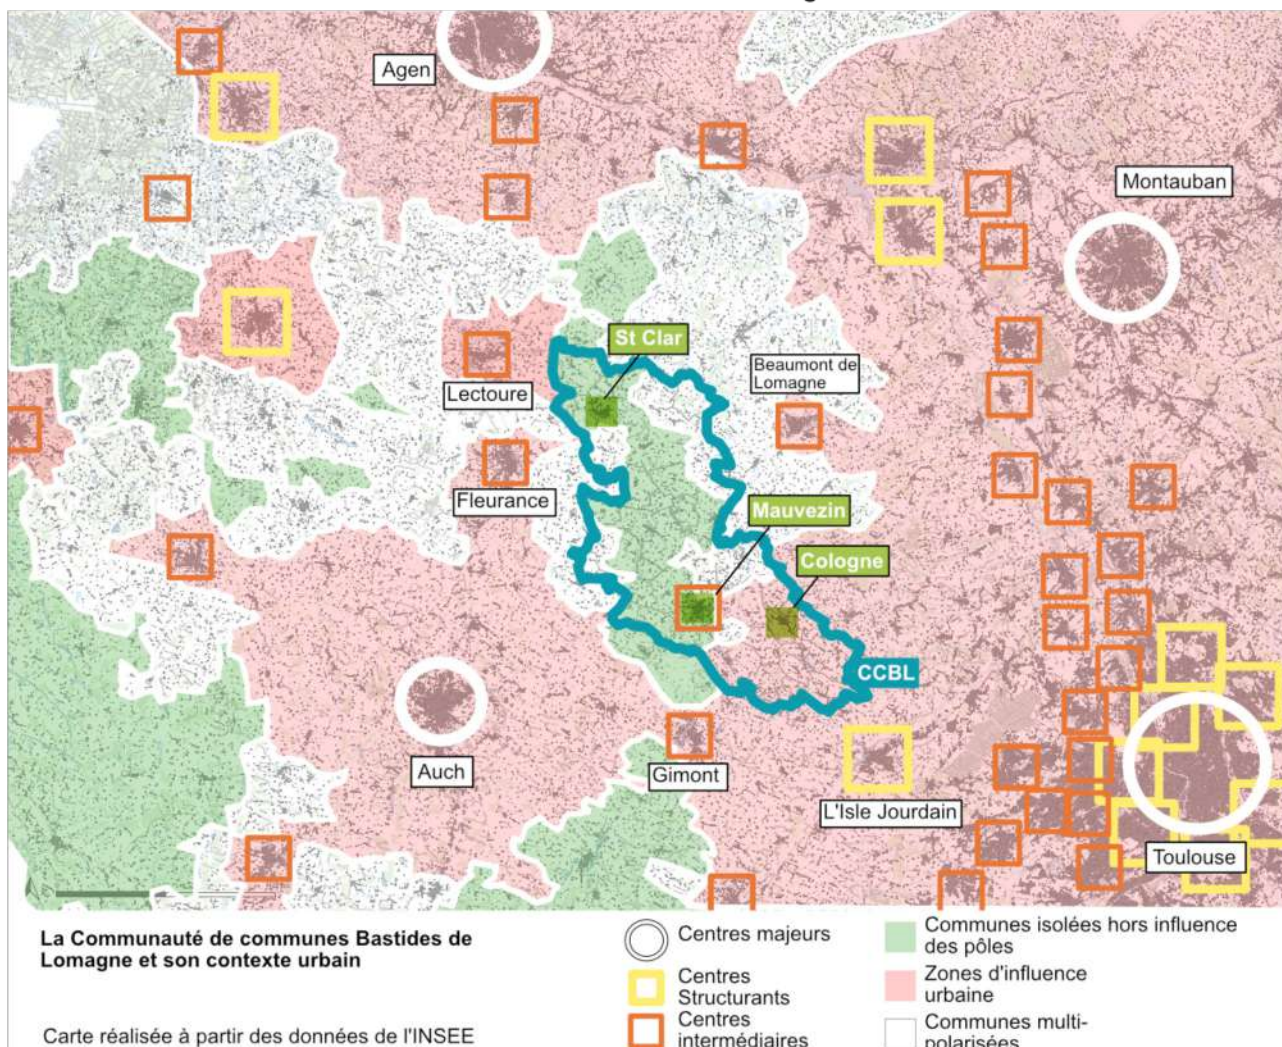 Agen
Montauban
St Clar
Beaumont de
Lomagne
Lectoure
Fleurance
Mauvezin
Cologne
CCBL
Auch
Gimont
L'Isle Jourdain
Toulouse
La Communauté de communes Bastides de
Lomagne et son contexte urbain
Carte réalisée à partir des données de l'INSEE
Centres majeurs
Centres
Structurants
Centres
intermédiaires
Communes isolées hors influence
des pôles
Zones d'influence
urbaine
Communes multi-
polarisées